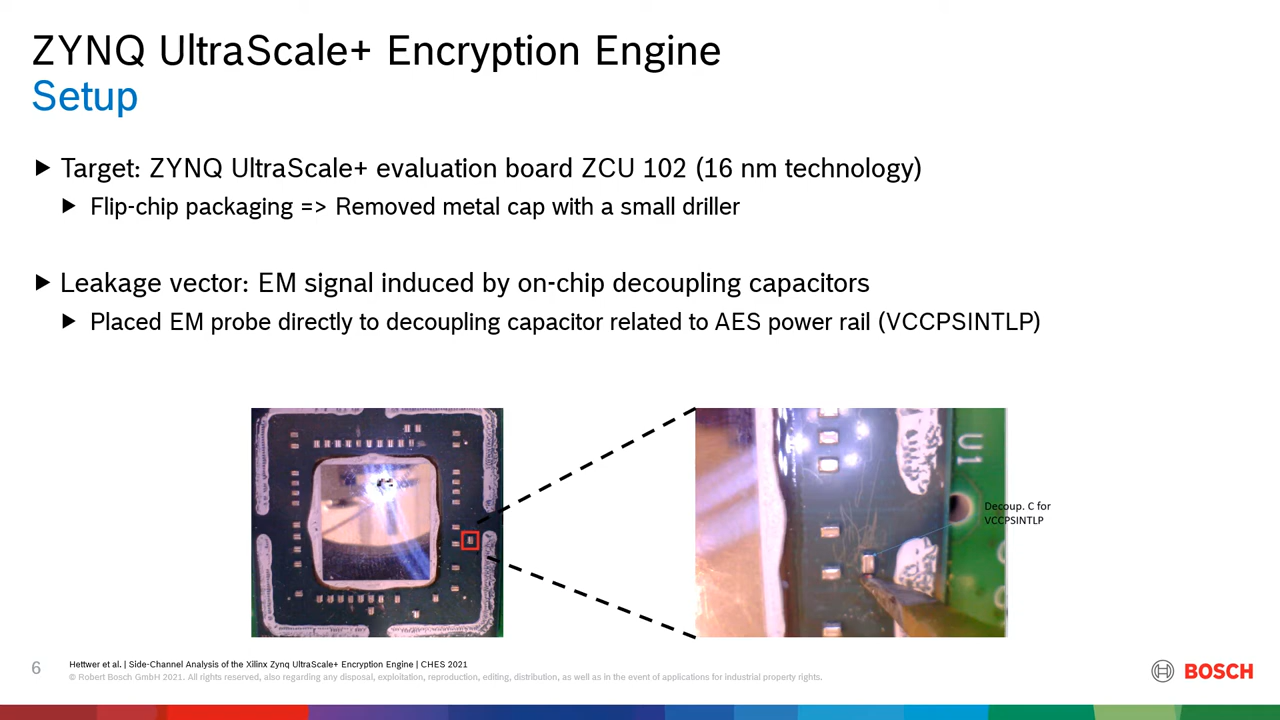 ZYNQ UltraScale+ Encryption Engine
Setup
Target: ZYNQ UltraScale+ evaluation board ZCU 102 (16 nm technology)
Flip-chip packaging => Removed metal cap with a small driller
Leakage vector: EM signal induced by on-chip decoupling capacitors
Placed EM probe directly to decoupling capacitor related to AES power rail (VCCPSINTLP)
U1
Decoup. C for
VCCPSINTLP
6
Hettwer et al. | Side-Channel Analysis of the Xilinx Zynq UltraScale+ Encryption Engine | CHES 2021
© Robert Bosch GmbH 2021. All rights reserved, also regarding any disposal, exploitation, reproduction, editing, distribution, as well as in the event of applications for industrial property rights.
BOSCH